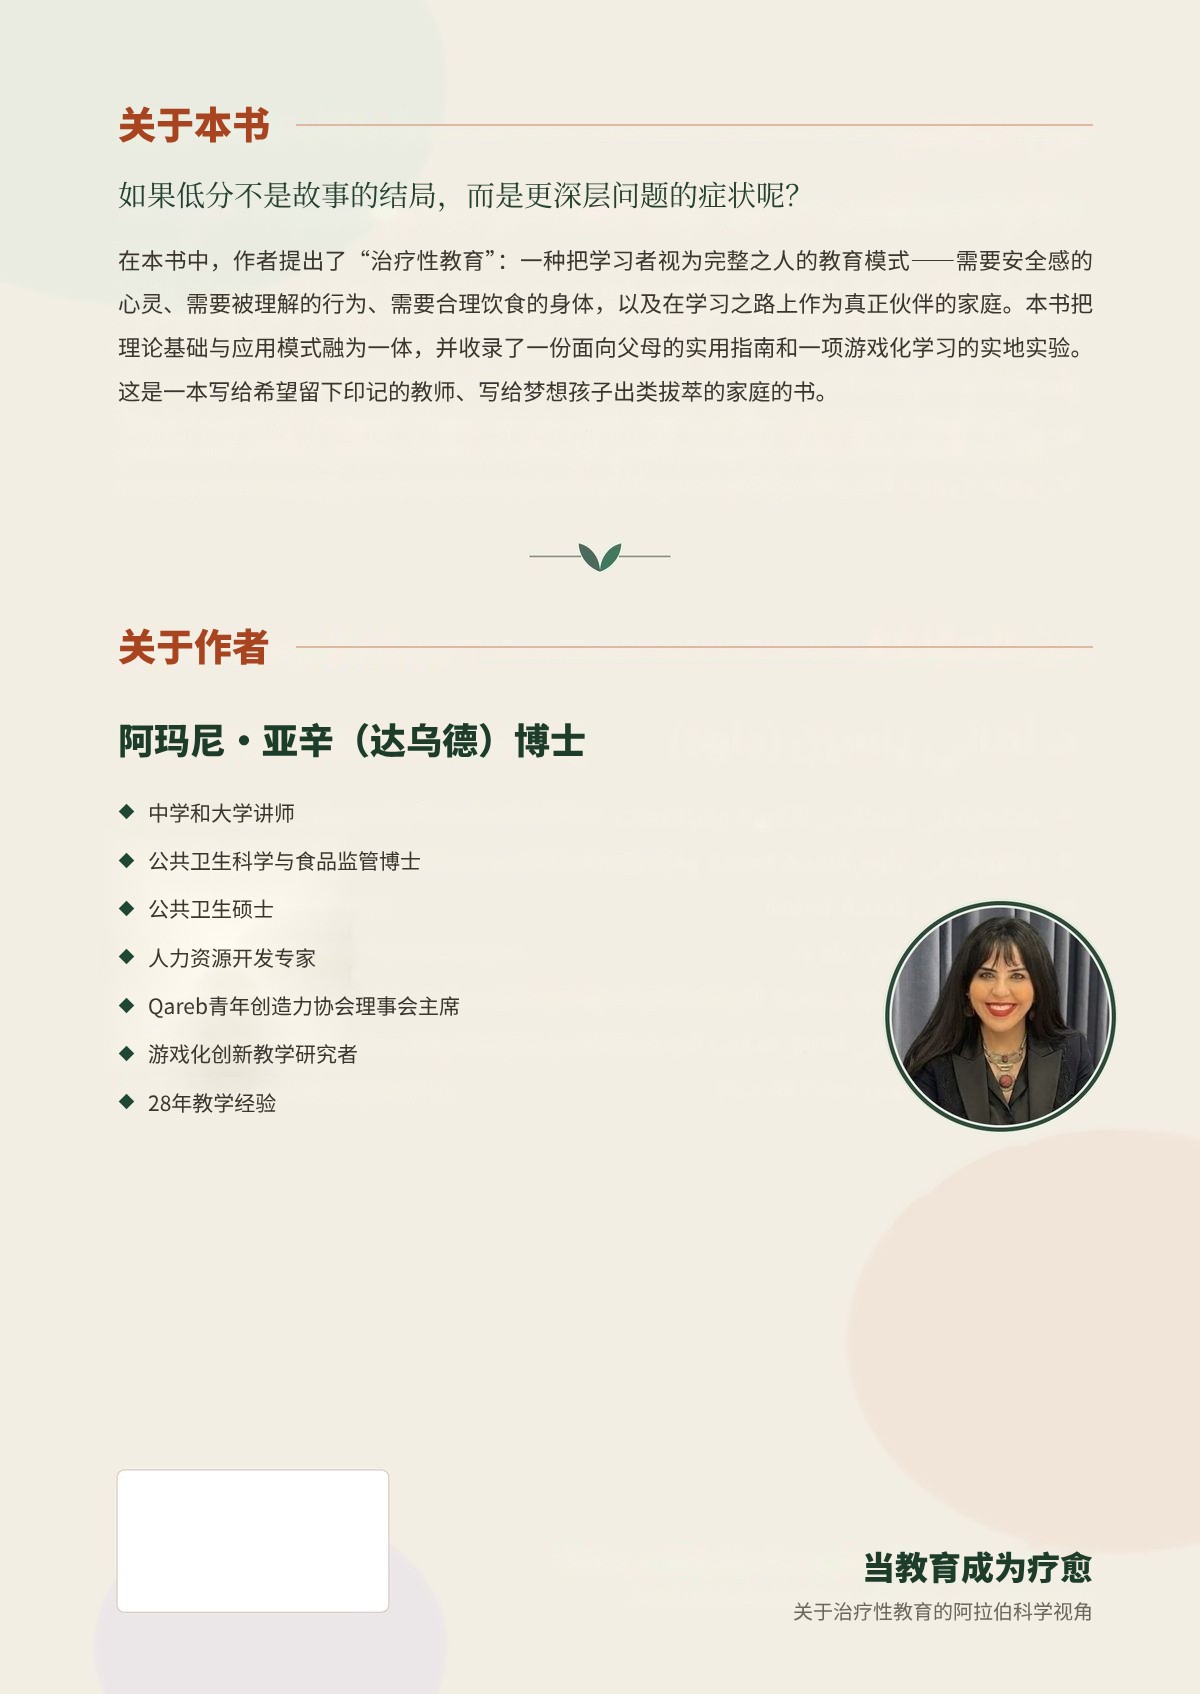 关于本书
如果低分不是故事的结局，而是更深层问题的症状呢？
在本书中，作者提出了“治疗性教育”：一种把学习者视为完整之人的教育模式——需要安全感的
心灵、需要被理解的行为、需要合理饮食的身体，以及在学习之路上作为真正伙伴的家庭。本书把
理论基础与应用模式融为一体，并收录了一份面向父母的实用指南和一项游戏化学习的实地实验。
这是一本写给希望留下印记的教师、写给梦想孩子出类拔萃的家庭的书。
关于作者
阿玛尼·亚辛（达乌德）博士
◆ 中学和大学讲师
◆ 公共卫生科学与食品监管博士
◆ 公共卫生硕士
◆ 人力资源开发专家
◆ Qareb青年创造力协会理事会主席
◆ 游戏化创新教学研究者
◆ 28年教学经验
当教育成为疗愈
关于治疗性教育的阿拉伯科学视角